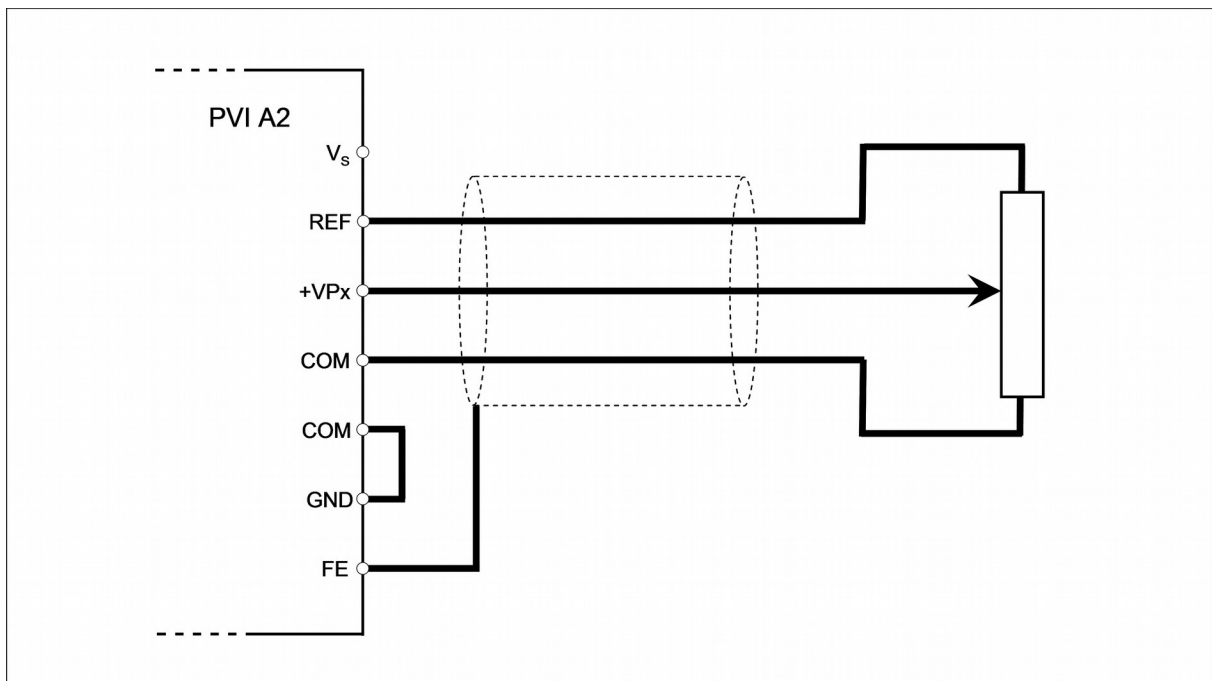 PVI A2
Vs
REF
+VPx
COM
COM
GND
FE